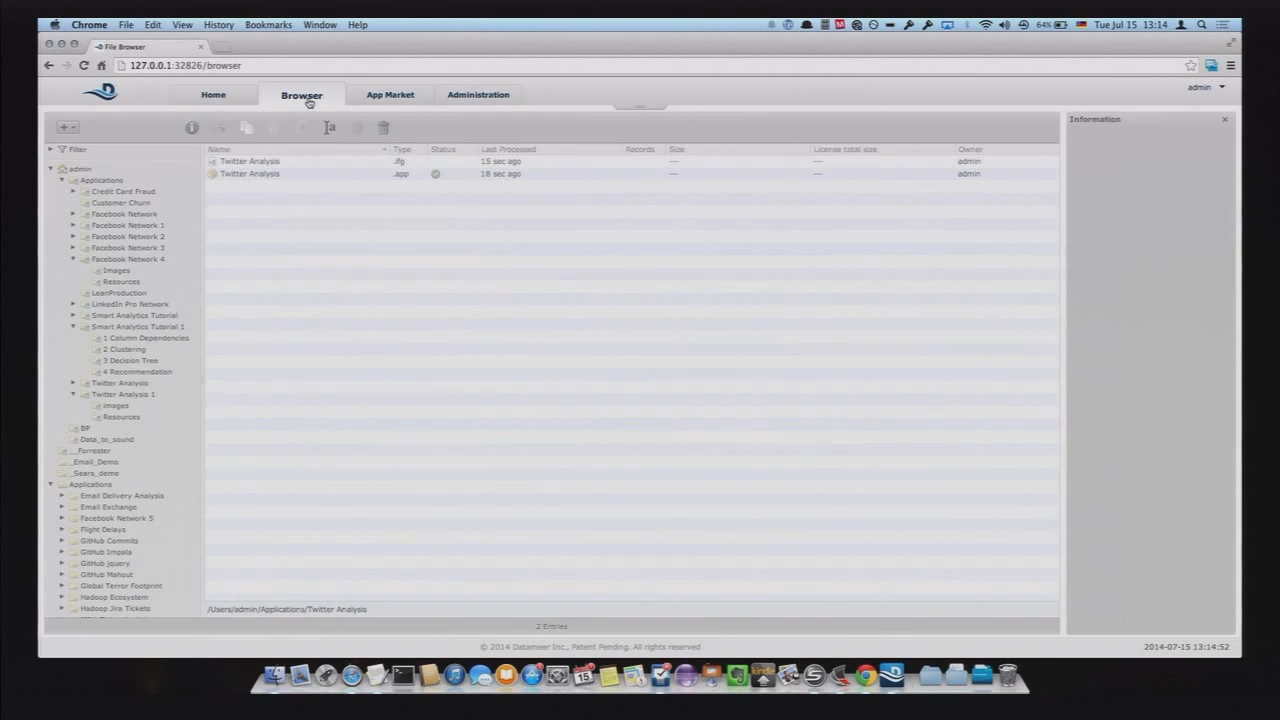 Chrome File Edit View History Bookmarks Window Help 64% Tue Jul 15 13:14
File Browser
127.0.0.1:32826/browser
Home Browser App Market Administration admin
Information
Filter
Name Type Status Last Processed Records Size License total size Owner
Twitter Analysis .ifg 15 sec ago --- --- admin
Twitter Analysis .app 18 sec ago --- --- admin
admin
Applications
Credit Card Fraud
Customer Churn
Facebook Network
Facebook Network 1
Facebook Network 2
Facebook Network 3
Facebook Network 4
Images
Resources
LeanProduction
LinkedIn Pro Network
Smart Analytics Tutorial
Smart Analytics Tutorial 1
1 Column Dependencies
2 Clustering
3 Decision Tree
4 Recommendation
Twitter Analysis
Twitter Analysis 1
Images
Resources
BP
Data_to_sound
__Forrester
_Email_Demo
_Sears_demo
Applications
Email Delivery Analysis
Email Exchange
Facebook Network 5
Flight Delays
GitHub Commits
GitHub Impala
GitHub jquery
GitHub Mahout
Global Terror Footprint
Hadoop Ecosystem
Hadoop Jira Tickets
/Users/admin/Applications/Twitter Analysis
2 Entries
© 2014 Datameer Inc., Patent Pending. All rights reserved
2014-07-15 13:14:52